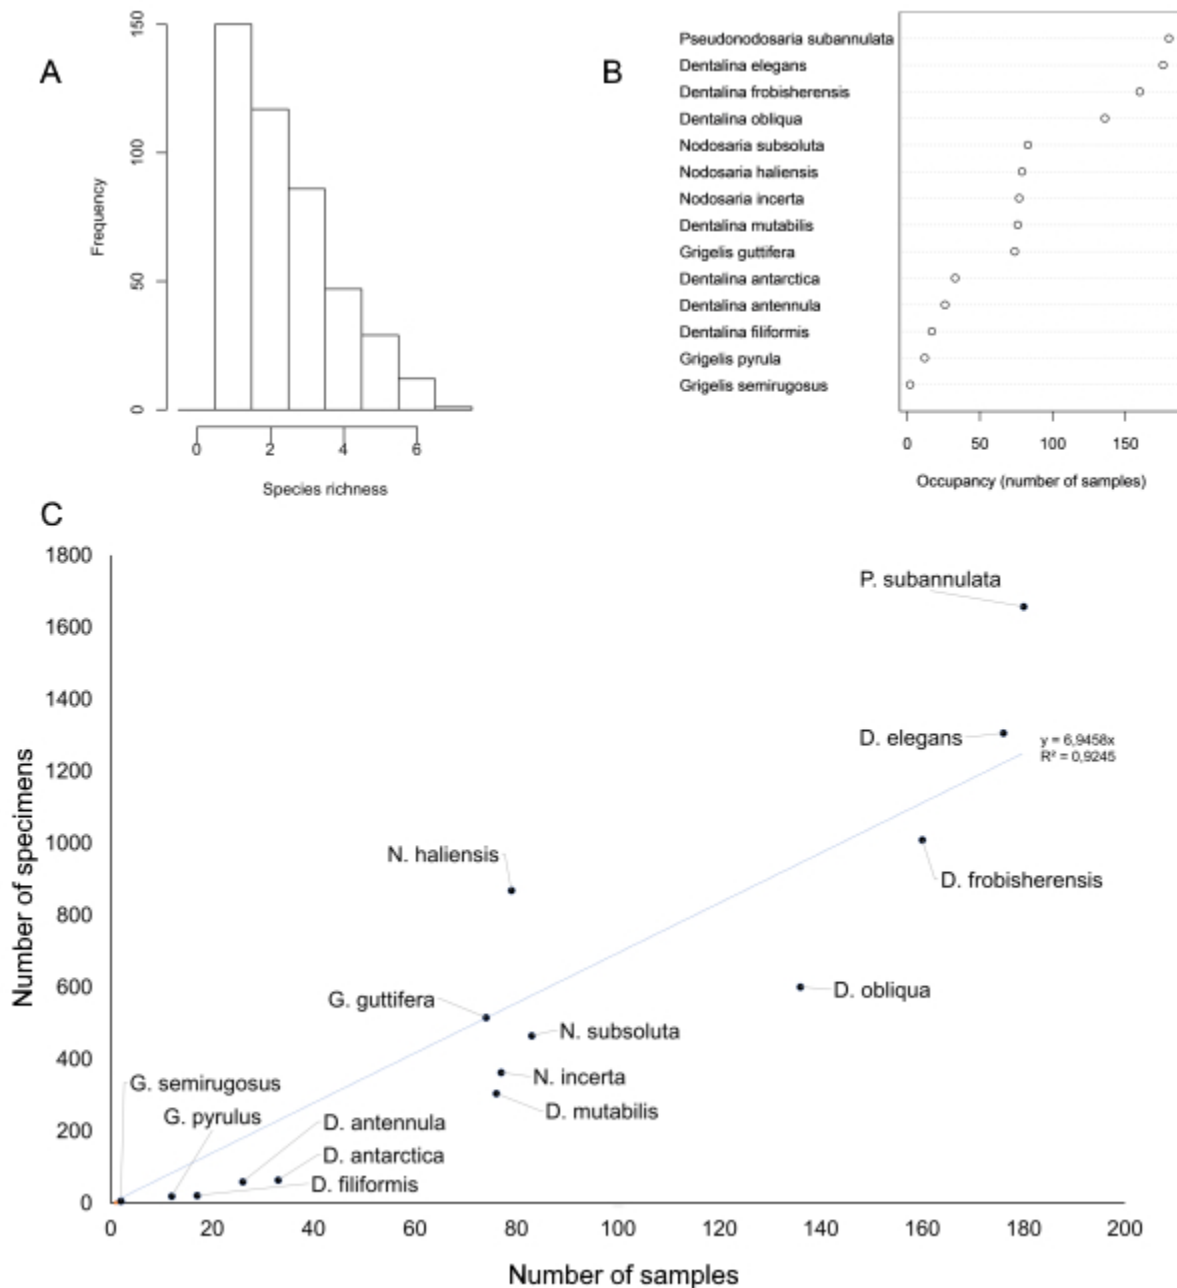 A
150
100
50
0
Frequency
0 2 4 6
Species richness
B
Pseudonodosaria subannulata
Dentalina elegans
Dentalina frobisherensis
Dentalina obliqua
Nodosaria subsoluta
Nodosaria haliensis
Nodosaria incerta
Dentalina mutabilis
Grigelis guttifera
Dentalina antarctica
Dentalina antennula
Dentalina filiformis
Grigelis pyrula
Grigelis semirugosus
0 50 100 150
Occupancy (number of samples)
C
1800
1600
1400
1200
1000
800
600
400
200
0
Number of specimens
P. subannulata
D. elegans
y = 6,9458x
R² = 0,9245
N. haliensis
D. frobisherensis
G. guttifera
D. obliqua
N. subsoluta
N. incerta
D. mutabilis
G. semirugosus
G. pyrulus
D. antennula
D. antarctica
D. filiformis
0 20 40 60 80 100 120 140 160 180 200
Number of samples